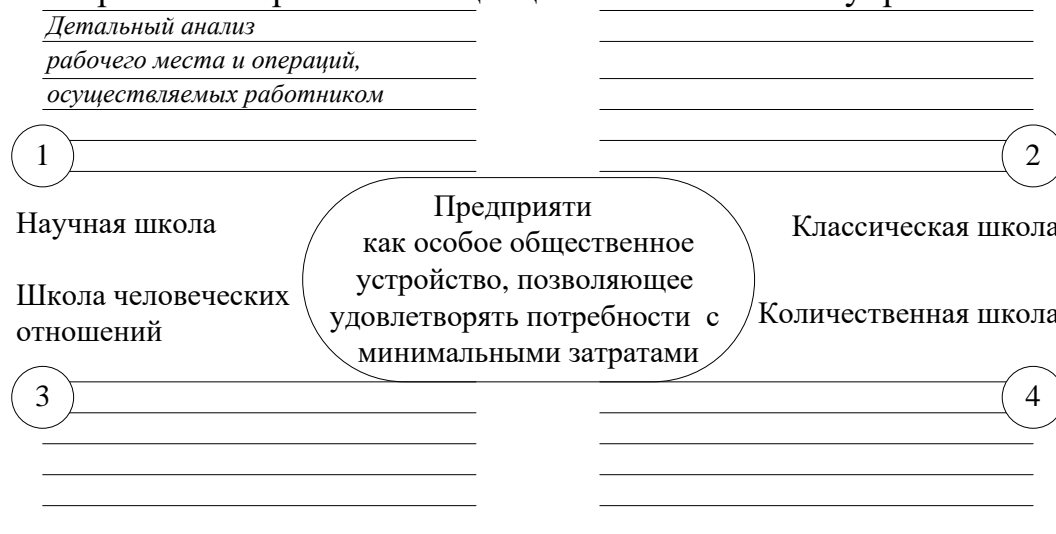 Детальный анализ
рабочего места и операций,
осуществляемых работником
1
2
Научная школа
Предприяти
как особое общественное
устройство, позволяющее
удовлетворять потребности с
минимальными затратами
Классическая школа
Школа человеческих
отношений
Количественная школа
3
4